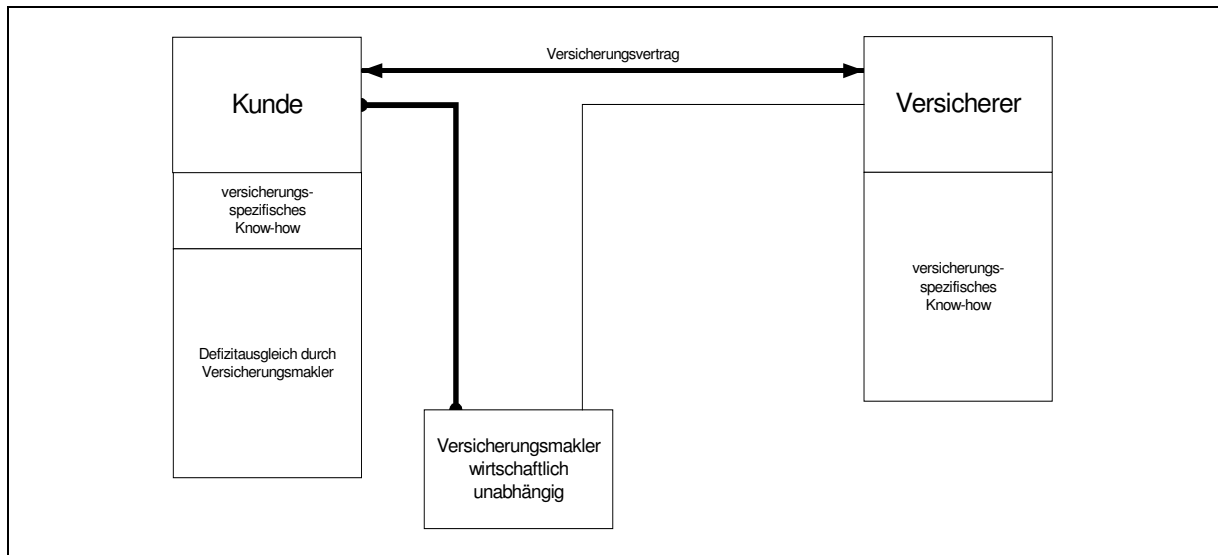 Versicherungsvertrag
Kunde
Versicherer
versicherungs-
spezifisches
Know-how
versicherungs-
spezifisches
Know-how
Defizitausgleich durch
Versicherungsmakler
Versicherungsmakler
wirtschaftlich
unabhängig